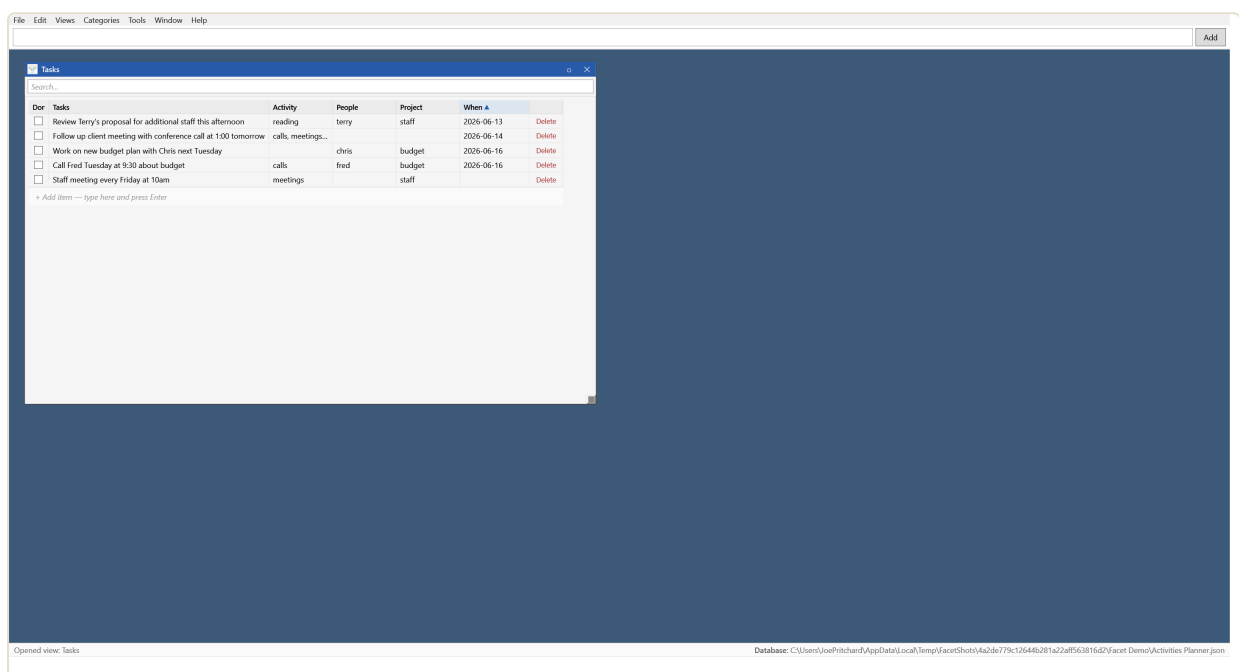 File Edit Views Categories Tools Window Help
Add
Tasks
Search...
Dor Tasks Activity People Project When ▲
Review Terry's proposal for additional staff this afternoon reading terry staff 2026-06-13 Delete
Follow up client meeting with conference call at 1:00 tomorrow calls, meetings... 2026-06-14 Delete
Work on new budget plan with Chris next Tuesday chris budget 2026-06-16 Delete
Call Fred Tuesday at 9:30 about budget calls fred budget 2026-06-16 Delete
Staff meeting every Friday at 10am meetings staff Delete
+ Add item — type here and press Enter
Opened view: Tasks Database: C:\Users\JoePritchard\AppData\Local\Temp\FacetShots\4a2de779c12644b281a22aff563816d2\Facet Demo\Activities Planner.json